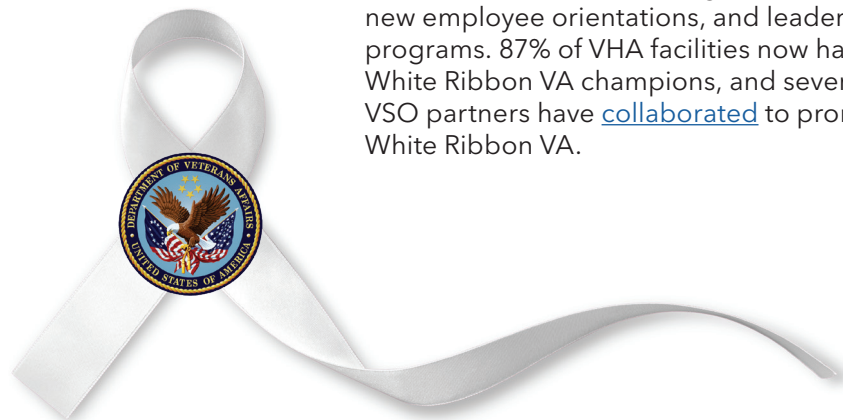 new employee orientations, and leader
programs. 87% of VHA facilities now ha
White Ribbon VA champions, and sever
VSO partners have collaborated to pron
White Ribbon VA.
DEPARTMENT OF VETERANS AFFAIRS
UNITED STATES OF AMERICA